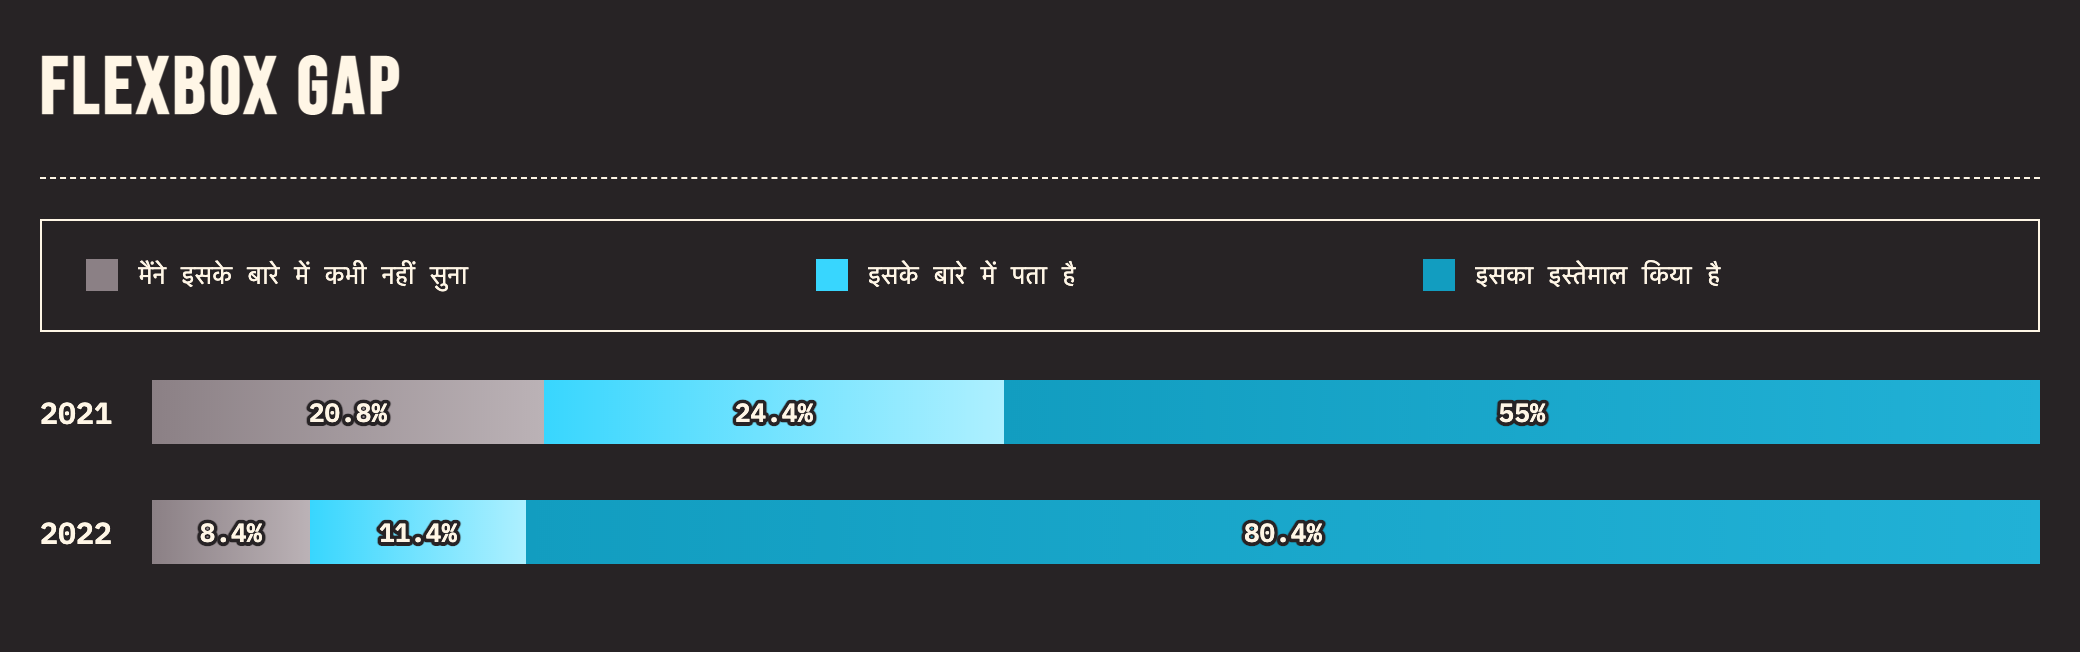 FLEXBOX GAP
मैंने इसके बारे में कभी नहीं सुना इसके बारे में पता है इसका इस्तेमाल किया है
2021 20.8% 24.4% 55%
2022 8.4% 11.4% 80.4%